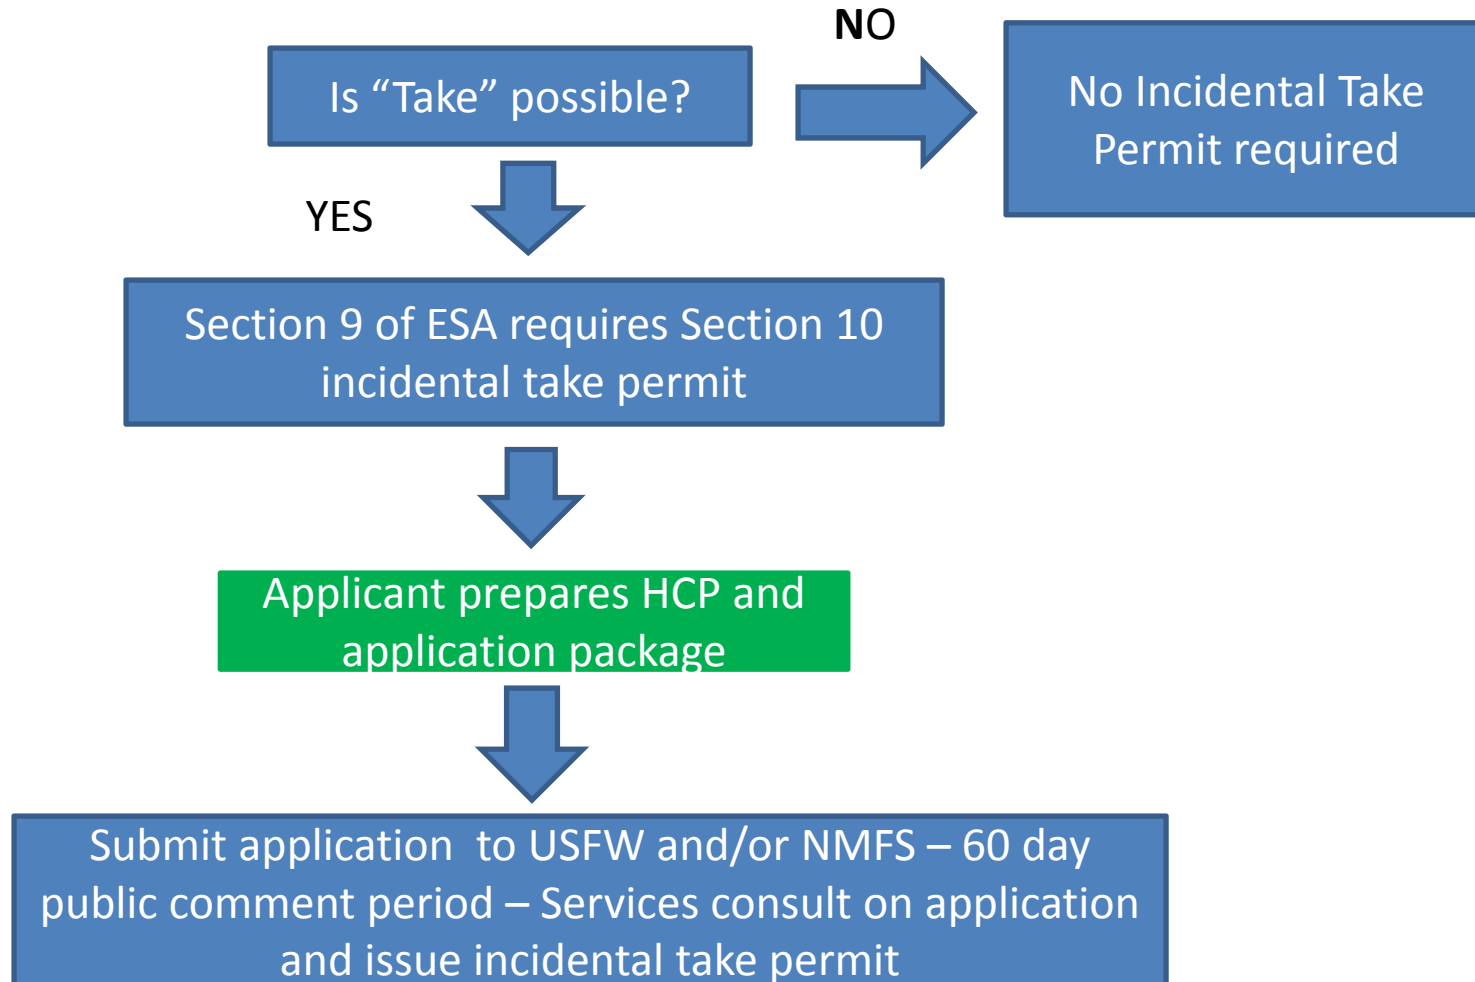 NO
Is “Take” possible?
No Incidental Take
Permit required
YES
Section 9 of ESA requires Section 10
incidental take permit
Applicant prepares HCP and
application package
Submit application  to USFW and/or NMFS – 60 day
public comment period – Services consult on application
and issue incidental take permit